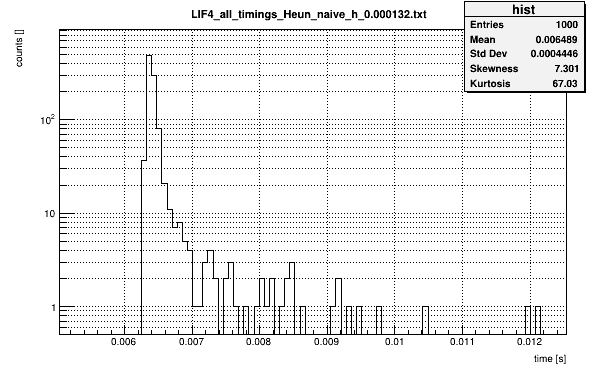 LIF4_all_timings_Heun_naive_h_0.000132.txt
hist
Entries 1000
Mean 0.006489
Std Dev 0.0004446
Skewness 7.301
Kurtosis 67.03
counts []
10²
10
1
0.006 0.007 0.008 0.009 0.01 0.011 0.012
time [s]